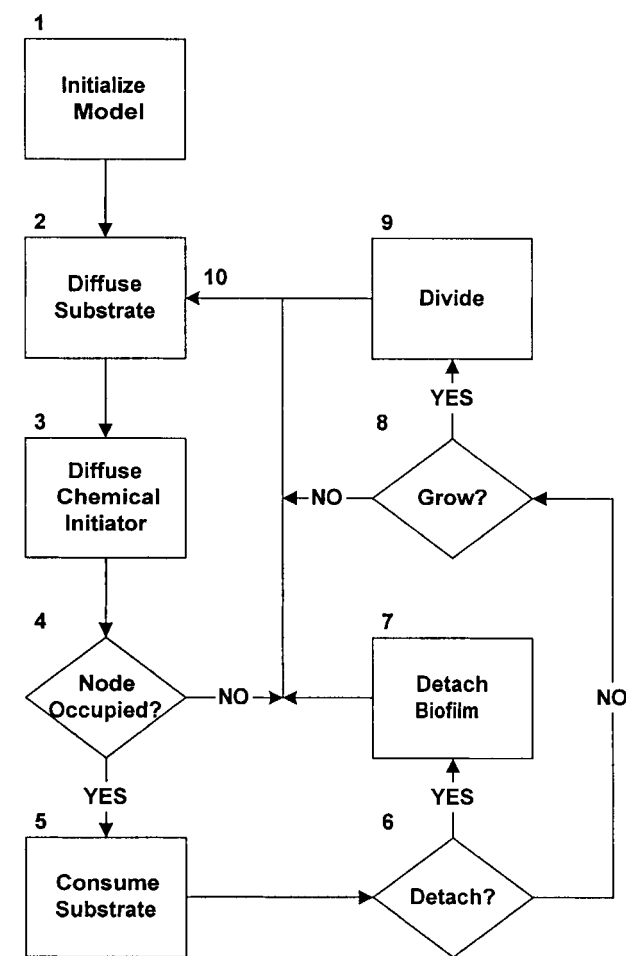 1
Initialize
Model
2
Diffuse
Substrate
3
Diffuse
Chemical
Initiator
4
Node
Occupied?
NO
YES
5
Consume
Substrate
6
Detach?
YES
NO
7
Detach
Biofilm
8
Grow?
NO
YES
9
Divide
10